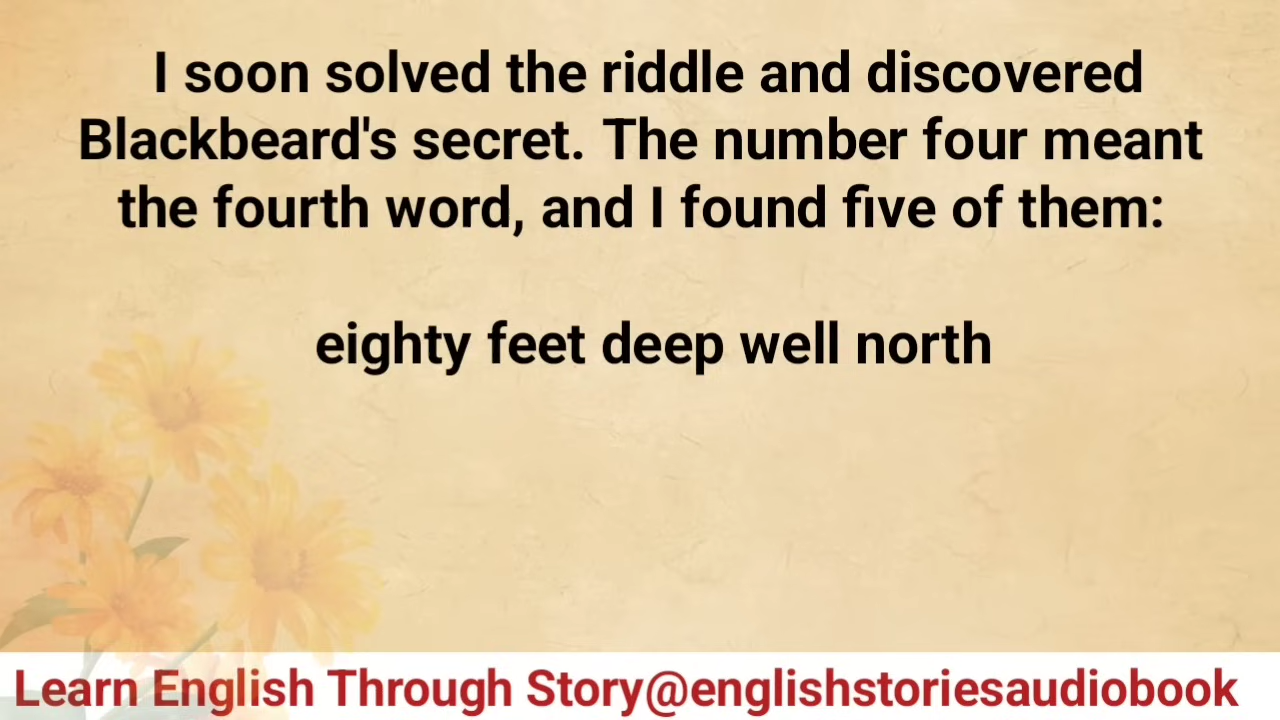 I soon solved the riddle and discovered
Blackbeard's secret. The number four meant
the fourth word, and I found five of them:
eighty feet deep well north
Learn English Through Story@englishstoriesaudiobook